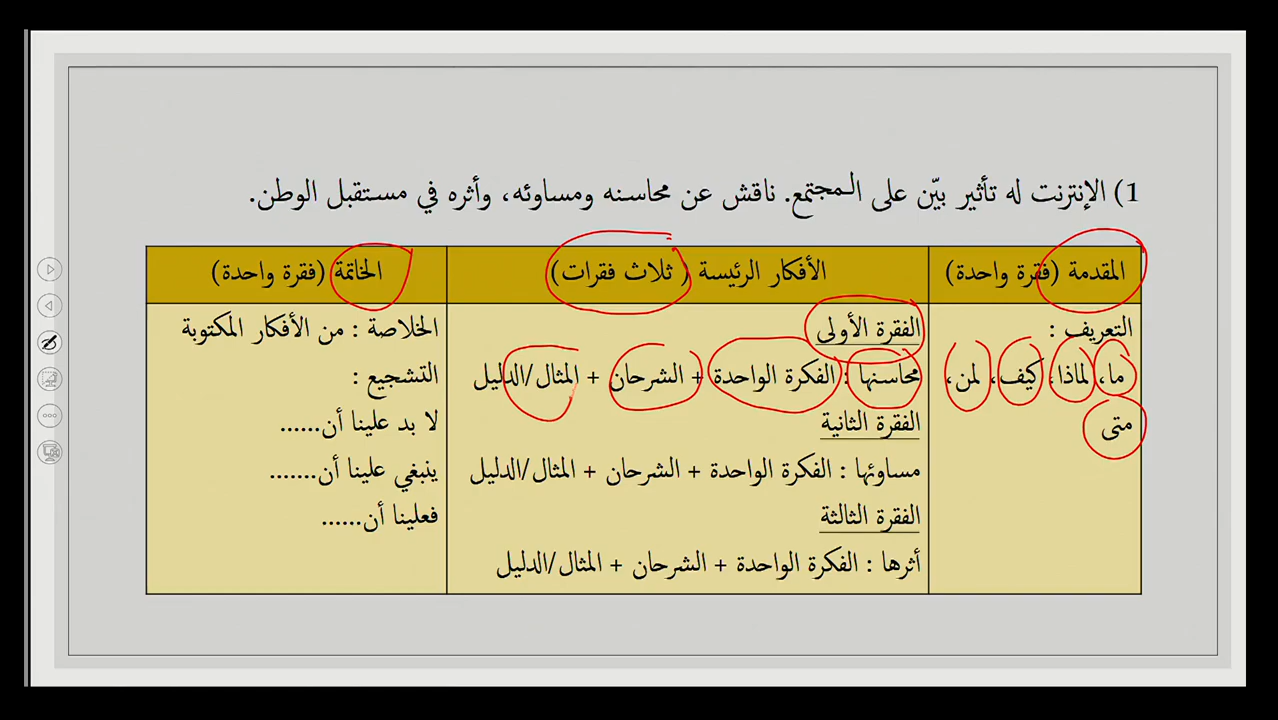 1) الإنترنت له تأثير بيّن على المجتمع. ناقش عن محاسنه ومساوئه، وأثره في مستقبل الوطن.
المقدمة (فقرة واحدة)
التعريف :
ما، لماذا، كيف، لمن،
متى
الأفكار الرئيسة ( ثلاث فقرات)
الفقرة الأولى
محاسنها : الفكرة الواحدة + الشرحان + المثال/الدليل
الفقرة الثانية
مساوئها : الفكرة الواحدة + الشرحان + المثال/الدليل
الفقرة الثالثة
أثرها : الفكرة الواحدة + الشرحان + المثال/الدليل
الخاتمة (فقرة واحدة)
الخلاصة : من الأفكار المكتوبة
التشجيع :
لا بد علينا أن......
ينبغي علينا أن.......
فعلينا أن......